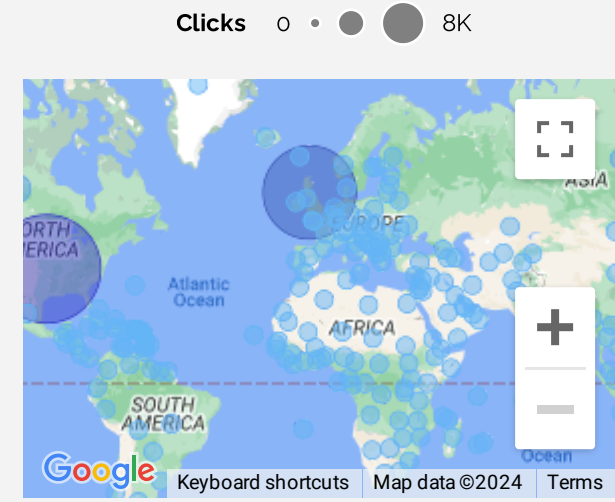 Clicks 0 8K
ASIA
ORTH
ERICA
EUROPE
Atlantic
Ocean
AFRICA
SOUTH
AMERICA
Ocean
Google
Keyboard shortcuts Map data ©2024 Terms